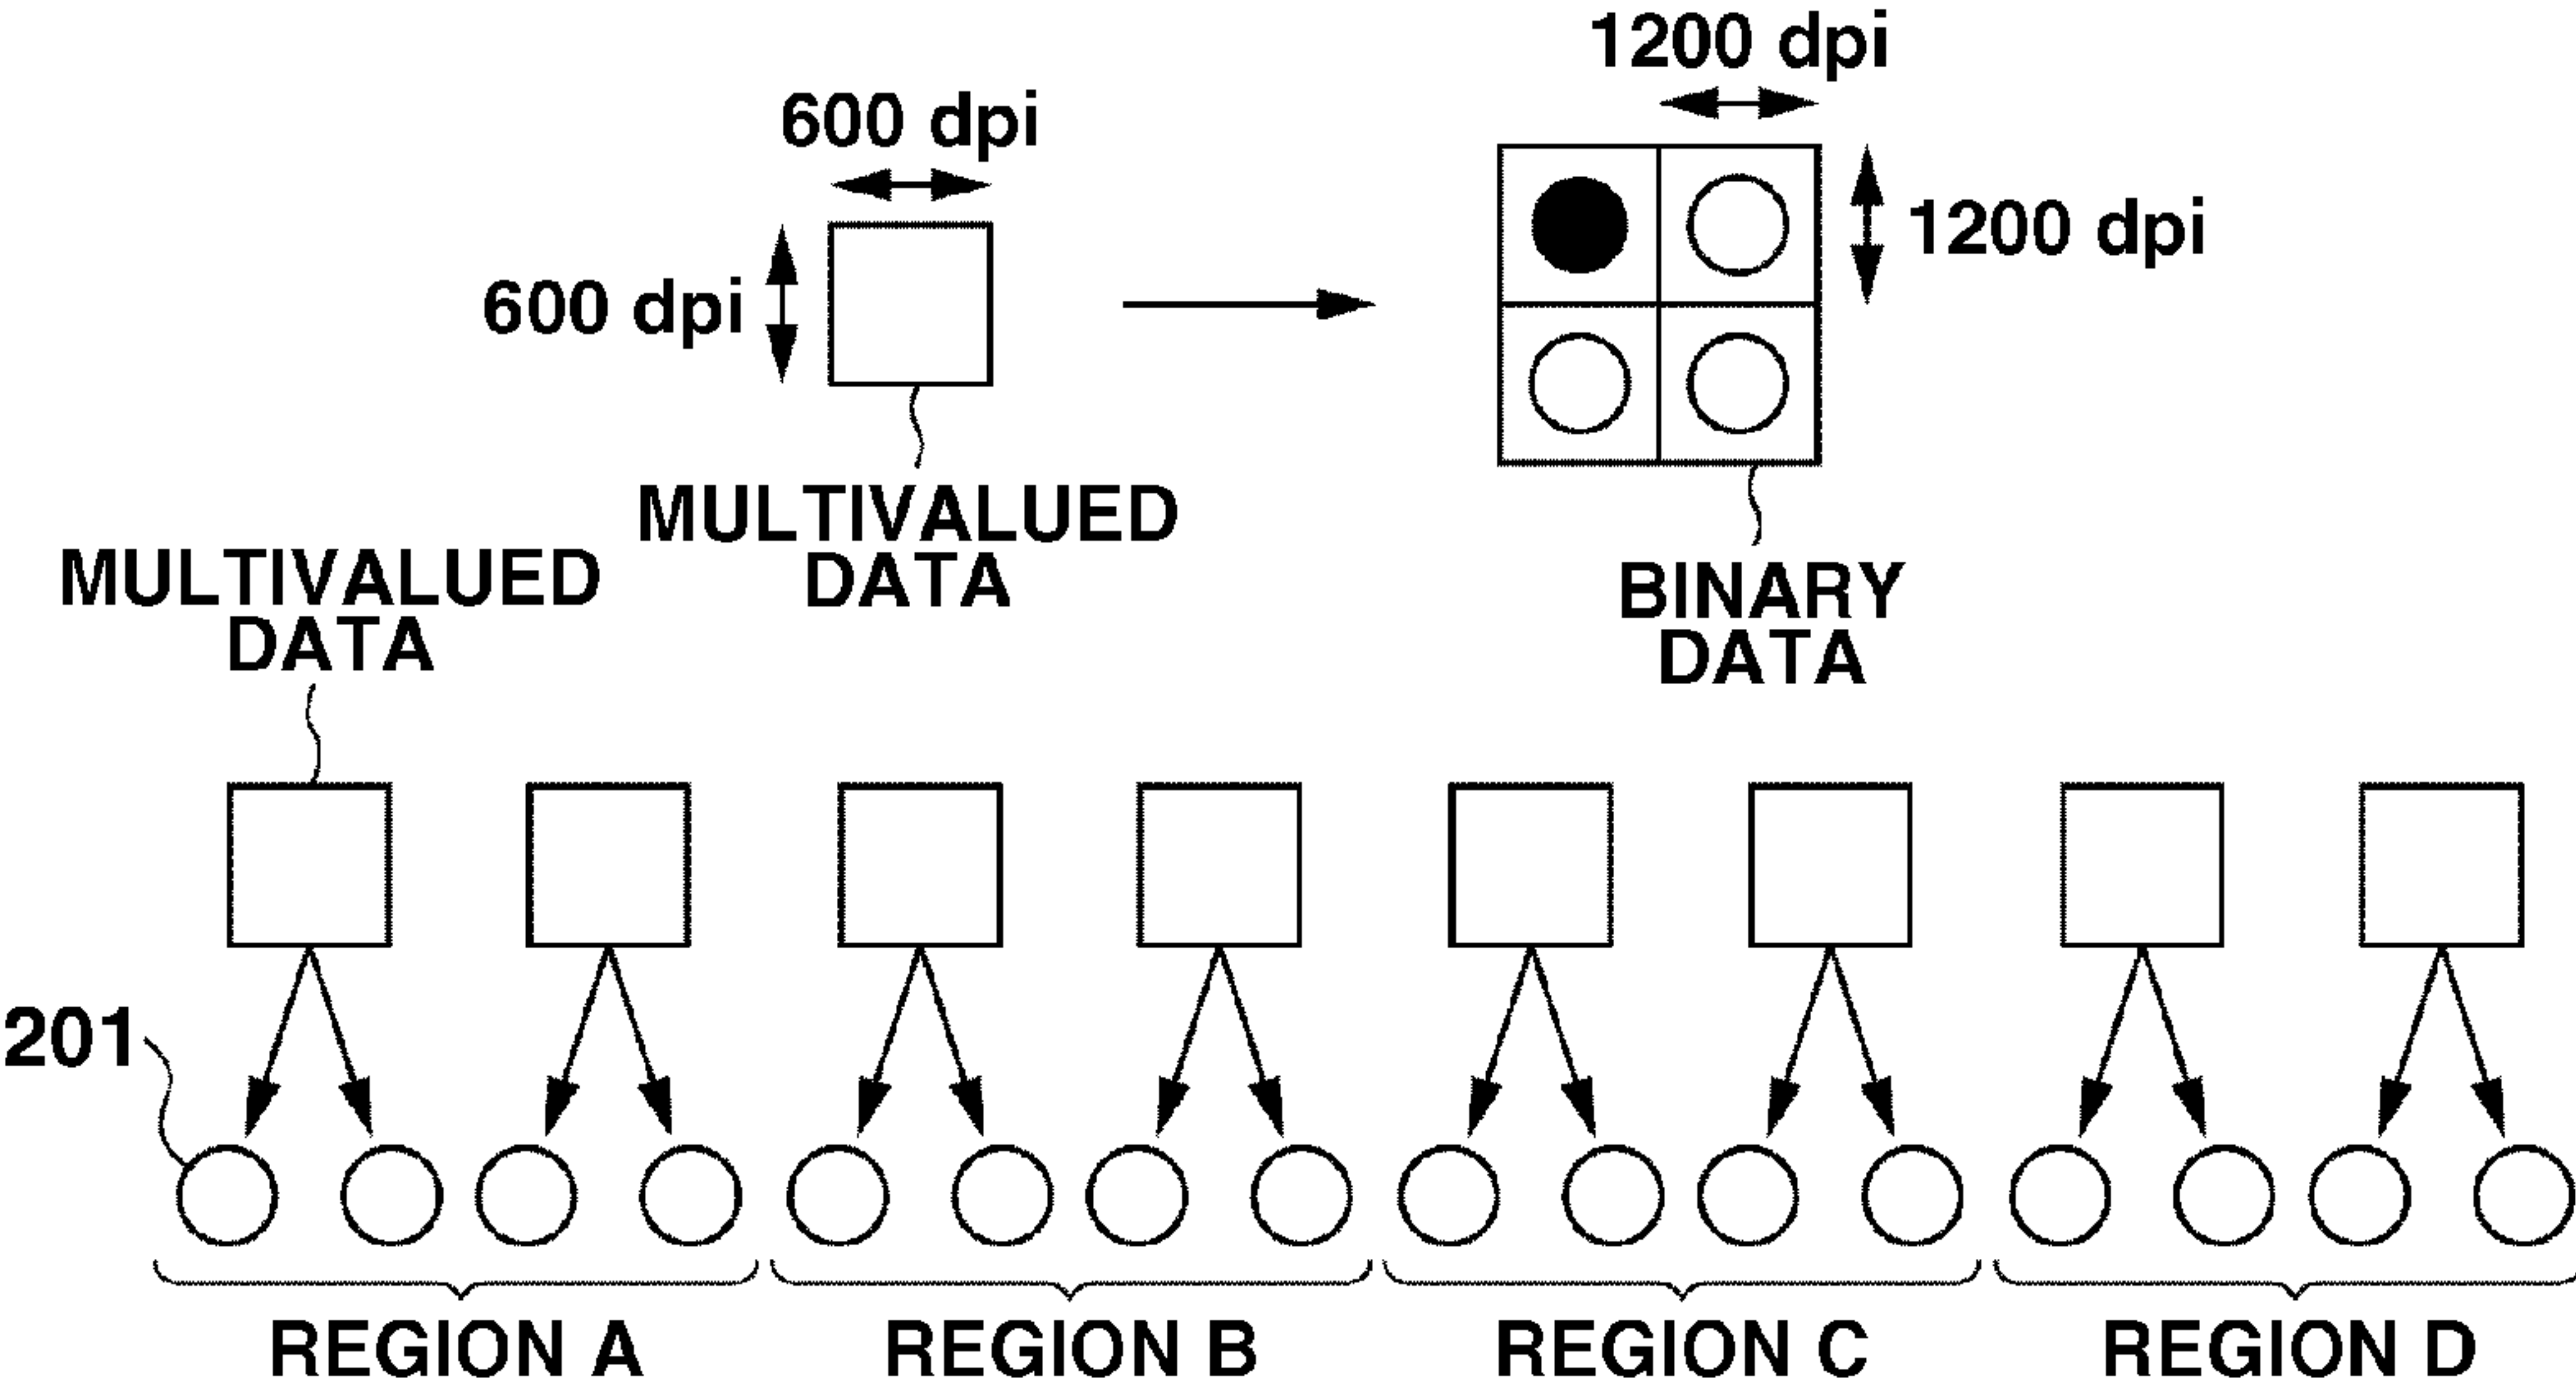 1200 dpi
600 dpi
1200 dpi
600 dpi
MULTIVALUED
DATA
MULTIVALUED
DATA
BINARY
DATA
201
REGION A
REGION B
REGION C
REGION D